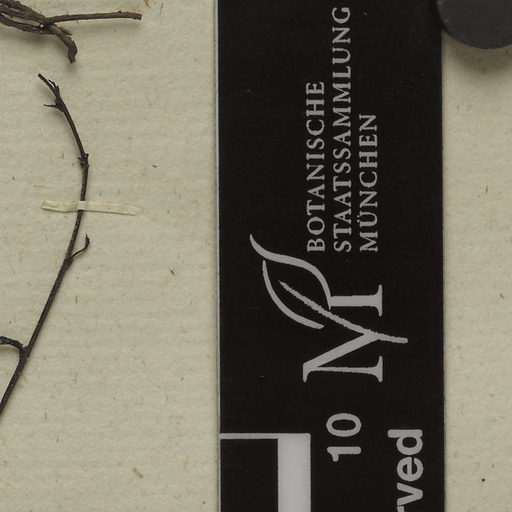 BOTANISCHE
STAATSSAMMLUNG
MÜNCHEN
10
rved